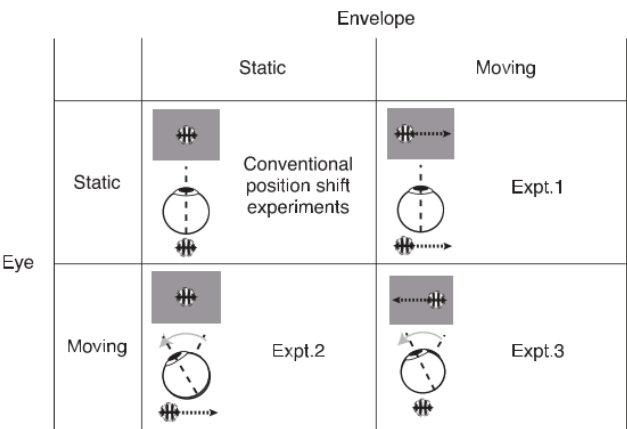 Envelope
Static
Moving
Static
Conventional
position shift
experiments
Expt.1
Eye
Moving
Expt.2
Expt.3